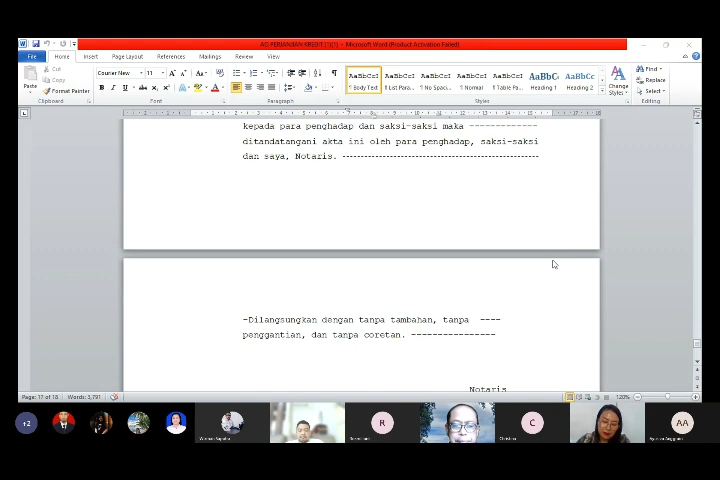 AG PERJANJIAN KREDIT [1][1] - Microsoft Word (Product Activation Failed)
File Home Insert Page Layout References Mailings Review View
Cut
Copy
Format Painter
Paste
Courier New 11
AaBbCcI AaBbCcI AaBbCcI AaBbCcI AaBbCcI AaBbC AaBbCc
¶ Body Text ¶ List Para... ¶ No Spaci... ¶ Normal ¶ Table Pa... Heading 1 Heading 2
Change
Styles
Find
Replace
Select
Clipboard Font Paragraph Styles Editing
kepada para penghadap dan saksi-saksi maka -------------
ditandatangani akta ini oleh para penghadap, saksi-saksi
dan saya, Notaris. ------------------------------------------------------
-Dilangsungkan dengan tanpa tambahan, tanpa ----
penggantian, dan tanpa coretan. ----------------
Notaris
Page: 17 of 18 Words: 3,791
120%
+2
R
C
AA
Wisman Saputra
Christina